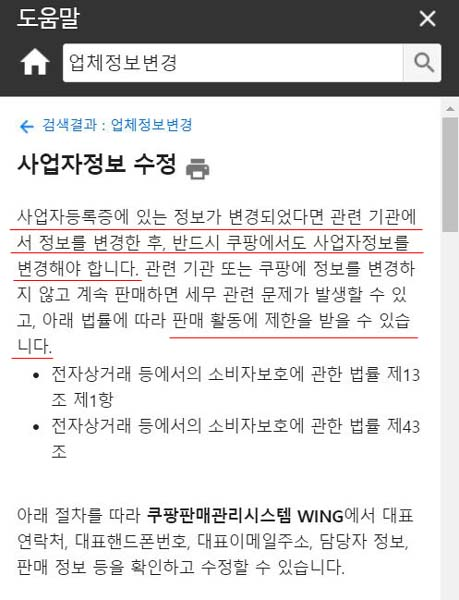 도움말
업체정보변경
검색결과 : 업체정보변경
사업자정보 수정
사업자등록증에 있는 정보가 변경되었다면 관련 기관에
서 정보를 변경한 후, 반드시 쿠팡에서도 사업자정보를
변경해야 합니다. 관련 기관 또는 쿠팡에 정보를 변경하
지 않고 계속 판매하면 세무 관련 문제가 발생할 수 있
고, 아래 법률에 따라 판매 활동에 제한을 받을 수 있습
니다.
• 전자상거래 등에서의 소비자보호에 관한 법률 제13
조 제1항
• 전자상거래 등에서의 소비자보호에 관한 법률 제43
조
아래 절차를 따라 쿠팡판매관리시스템 WING에서 대표
연락처, 대표핸드폰번호, 대표이메일주소, 담당자 정보,
판매 정보 등을 확인하고 수정할 수 있습니다.